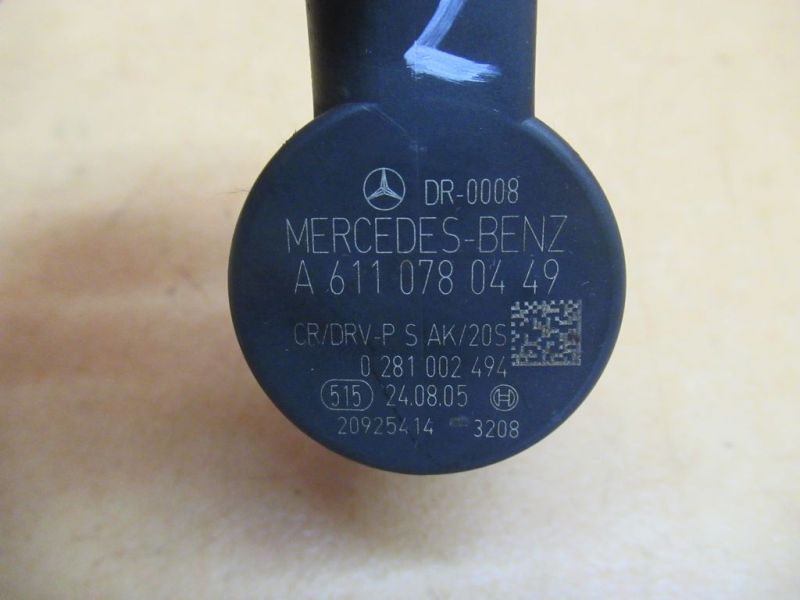 DR-0008
MERCEDES-BENZ
A 611 078 04 49
CR/DRV-P S AK/20S
0 281 002 494
515 24.08.05 H
20925414 3208